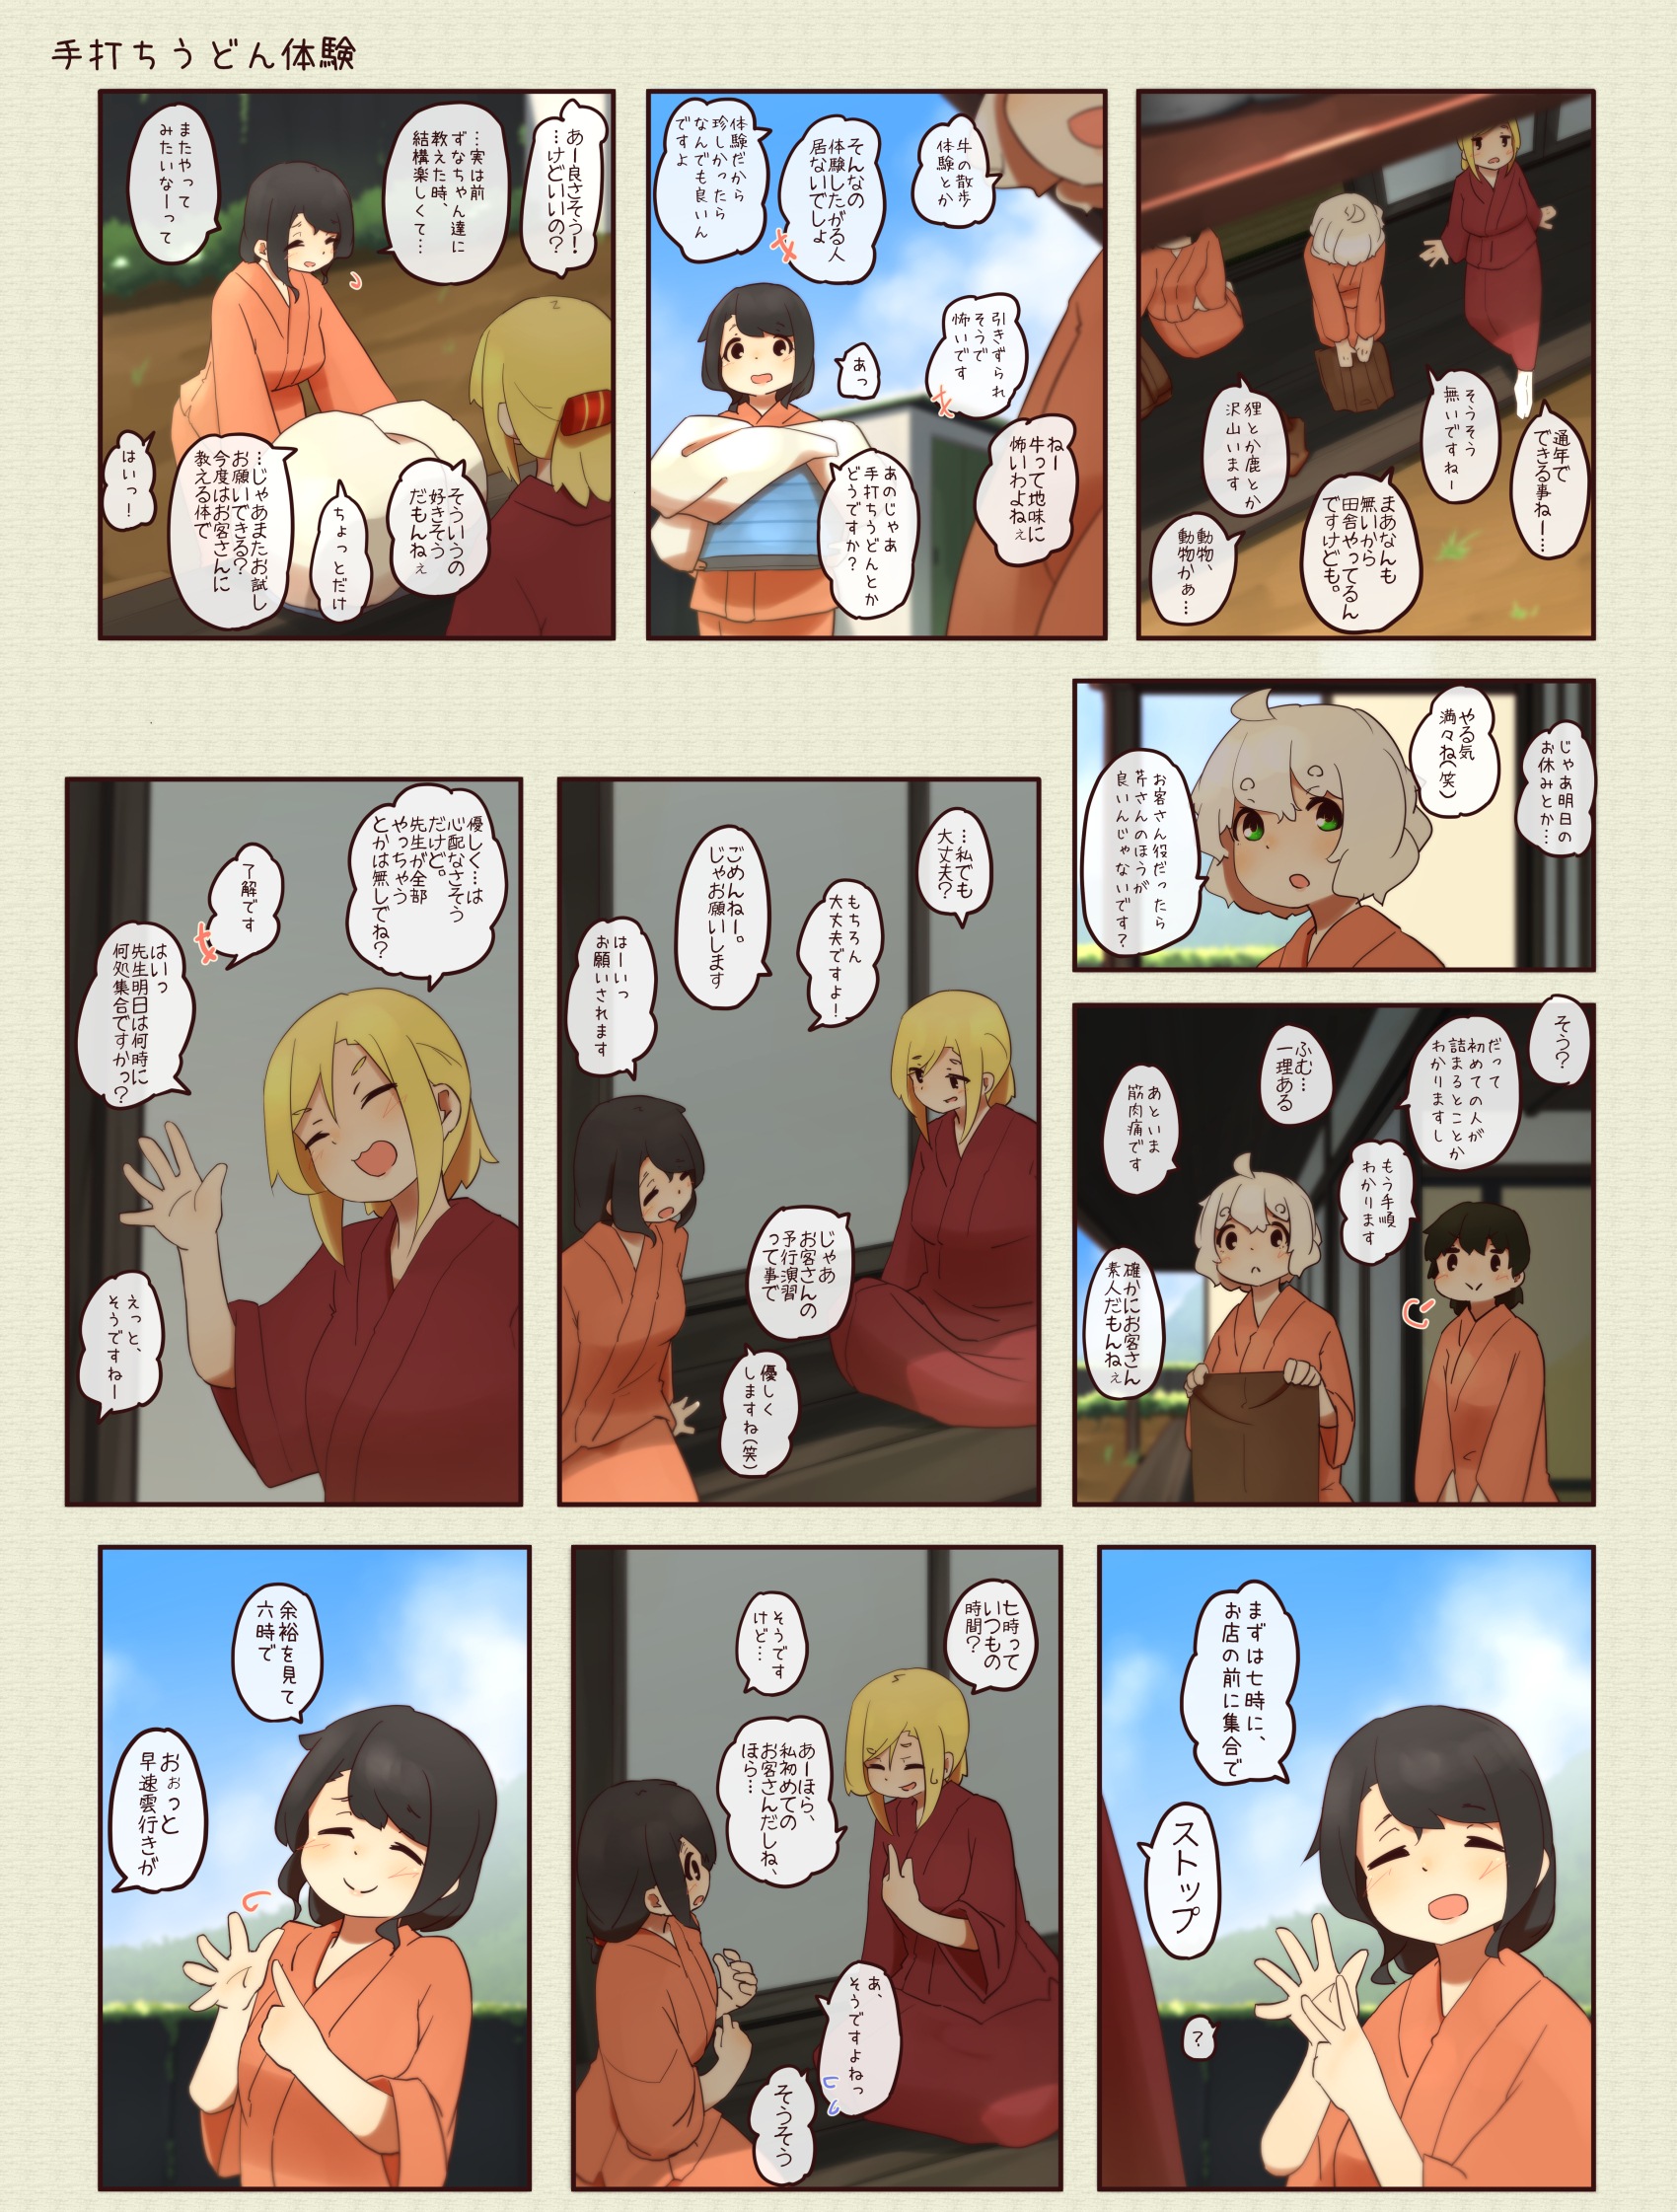 手打ちうどん体験
通年で
できる事ねー…
そうそう
無いですねー
まあなんも
無いから
田舎やってるん
ですけども。
狸とか鹿とか
沢山います
動物、
動物かぁ…
牛の散歩
体験とか
そんなの
体験したがる人
居ないでしょ
体験だから
珍しかったら
なんでも良いん
ですよ
引きずられ
そうで
怖いです
ねー
牛って地味に
怖いわよねぇ
あっ
あのじゃあ
手打ちうどんとか
どうですか？
あー良さそう！
…けどいいの？
…実は前
ずなちゃん達に
教えた時、
結構楽しくて…
またやって
みたいなーって
そういうの
好きそう
だもんねぇ
ちょっとだけ
…じゃあまたお試し
お願いできる？
今度はお客さんに
教える体で
はいっ！
じゃあ明日の
お休みとか…
やる気
満々ね(笑)
お客さん役だったら
芹さんのほうが
良いんじゃないです？
そう？
だって
初めての人が
詰まるとことか
わかりますし
もう手順
わかります
ふむ…
一理ある
あといま
筋肉痛です
確かにお客さん
素人だもんねぇ
…私でも
大丈夫？
もちろん
大丈夫ですよ！
ごめんねー。
じゃお願いします
はーいっ
お願いされます
じゃあ
お客さんの
予行演習
って事で
優しく
しますね(笑)
優しく…は
心配なさそう
だけど。
先生が全部
やっちゃう
とかは無しでね？
了解です
はいっ
先生明日は何時に
何処集合ですかっ？
えっと、
そうですねー
まずは七時に、
お店の前に集合で
ストップ
？
七時って
いつもの
時間？
そうです
けど…
あーほら、
私初めての
お客さんだしね、
ほら…
あ、
そうですよねっ
そうそう
余裕を見て
六時で
おぉっと
早速雲行きが